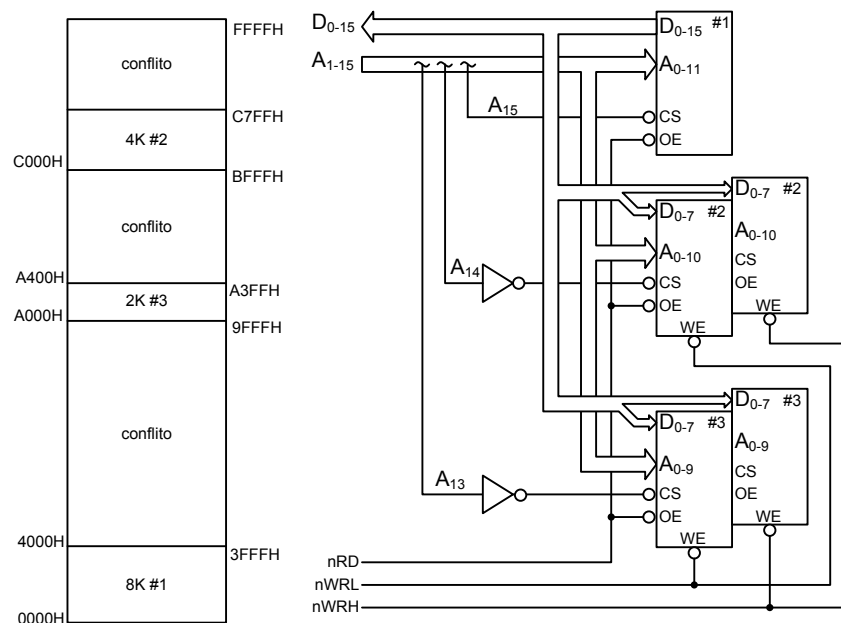 FFFFH
conflito
C7FFH
4K #2
C000H
BFFFH
conflito
A400H
A3FFH
2K #3
A000H
9FFFH
conflito
4000H
3FFFH
8K #1
0000H
D0-15
A1-15
A15
A14
A13
nRD
nWRL
nWRH
D0-15 #1
A0-11
CS
OE
D0-7 #2
A0-10
CS
OE
WE
D0-7 #2
A0-10
CS
OE
WE
D0-7 #3
A0-9
CS
OE
WE
D0-7 #3
A0-9
CS
OE
WE